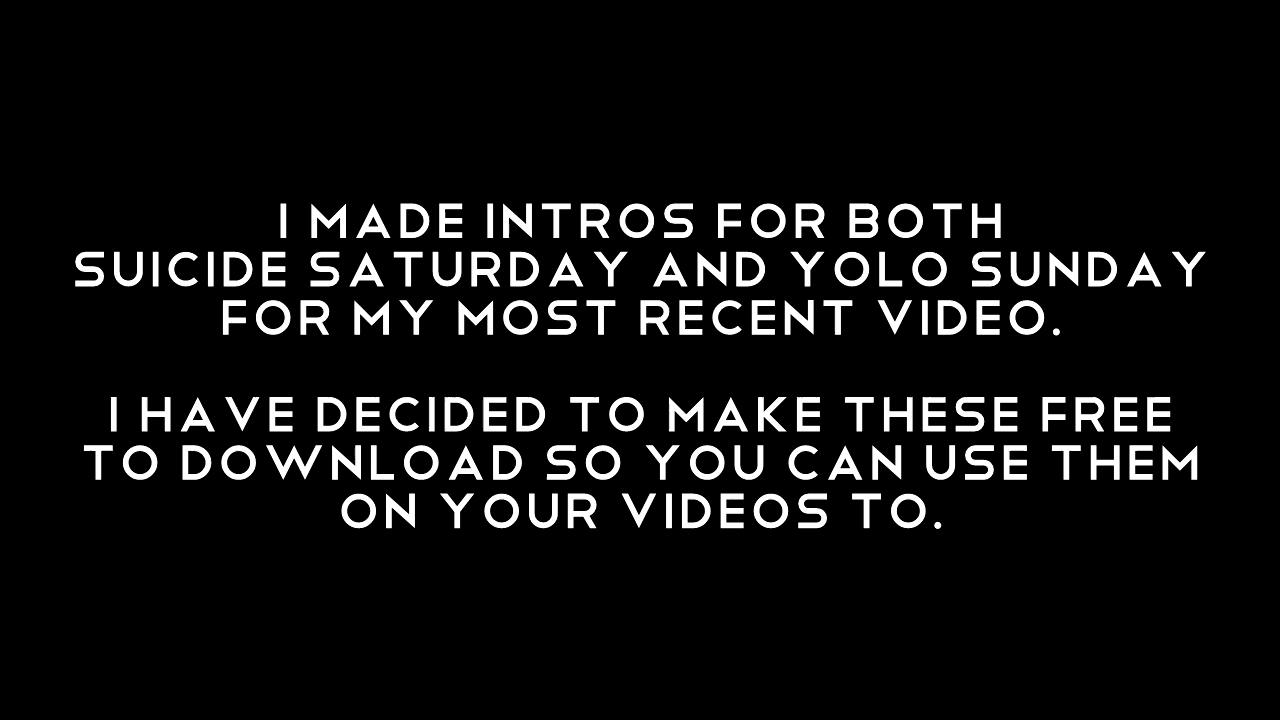 I MADE INTROS FOR BOTH
SUICIDE SATURDAY AND YOLO SUNDAY
FOR MY MOST RECENT VIDEO.
I HAVE DECIDED TO MAKE THESE FREE
TO DOWNLOAD SO YOU CAN USE THEM
ON YOUR VIDEOS TO.